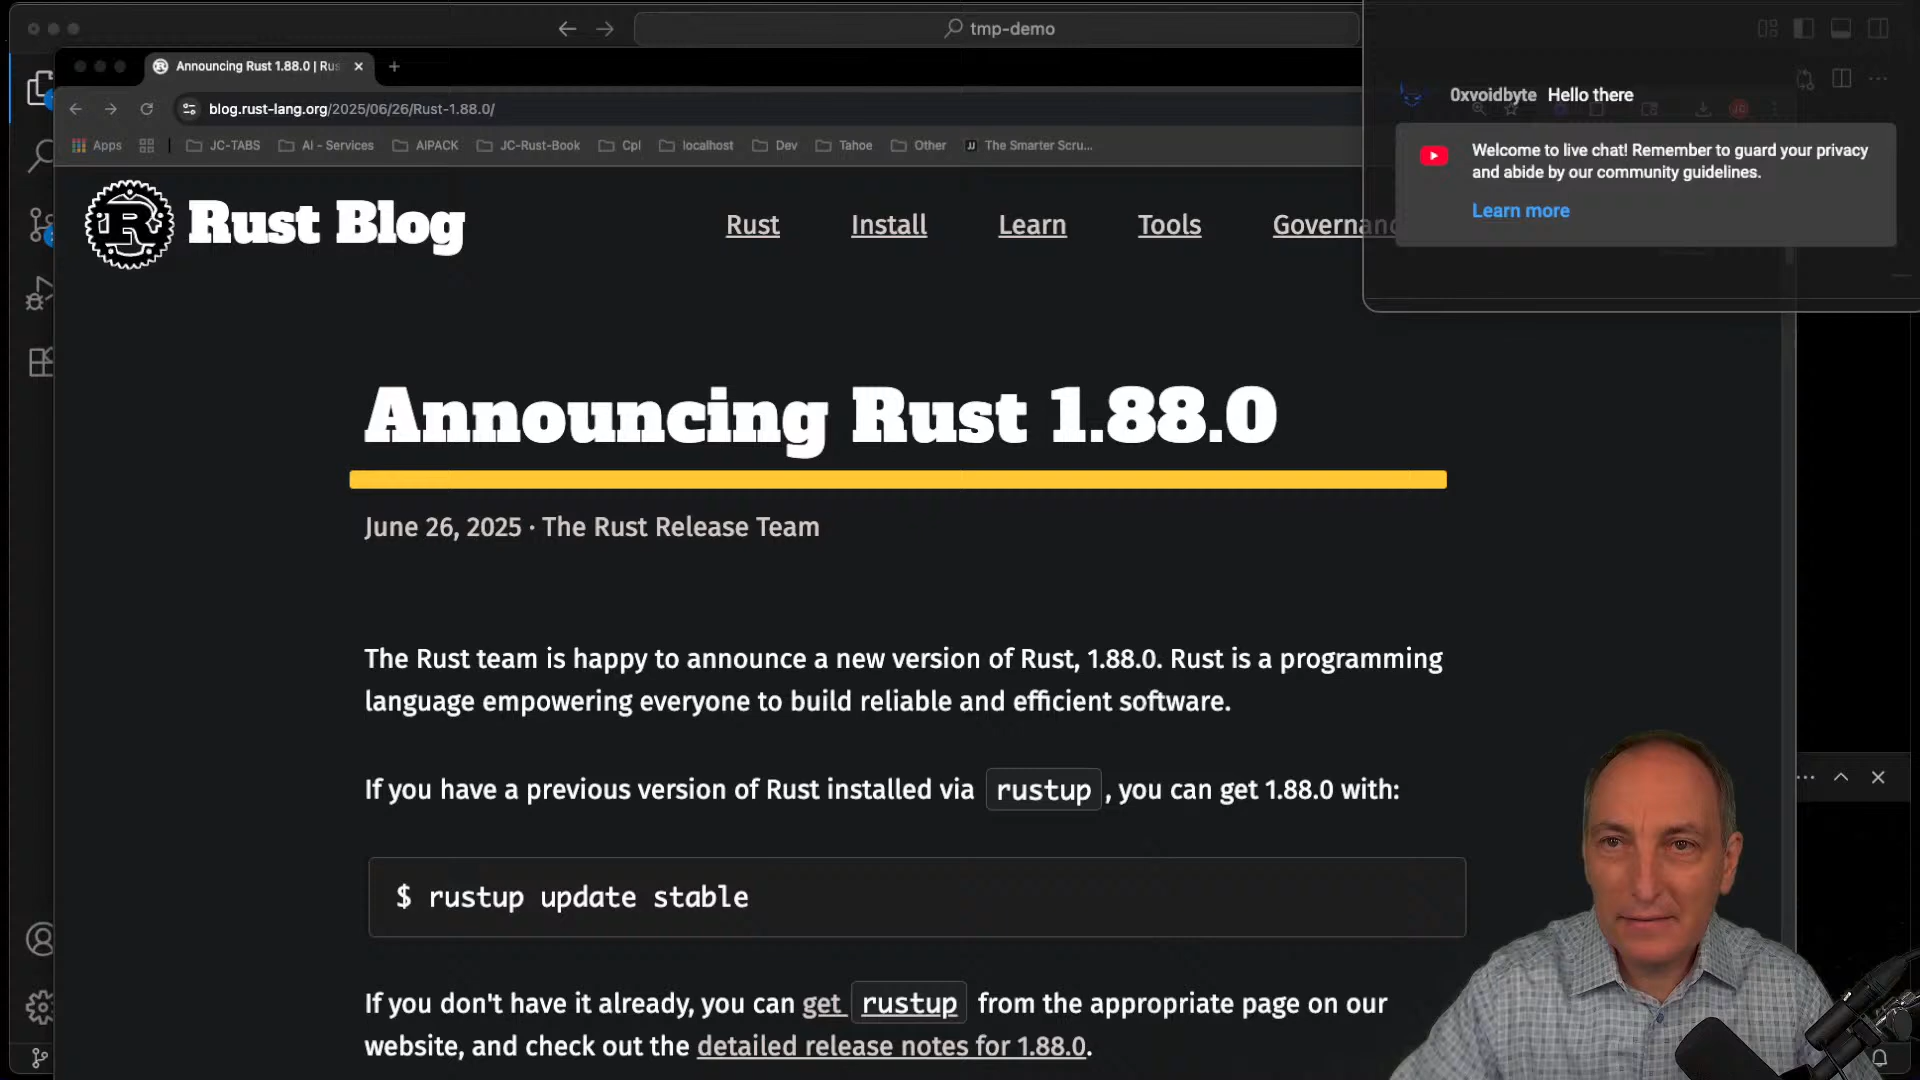 tmp-demo
Announcing Rust 1.88.0 | Rus
blog.rust-lang.org/2025/06/26/Rust-1.88.0/
Apps JC-TABS AI - Services AIPACK JC-Rust-Book Cpl localhost Dev Tahoe Other The Smarter Scru...
0xvoidbyte Hello there
Welcome to live chat! Remember to guard your privacy
and abide by our community guidelines.
Learn more
Rust Blog
Rust Install Learn Tools Governanc
Announcing Rust 1.88.0
June 26, 2025 · The Rust Release Team
The Rust team is happy to announce a new version of Rust, 1.88.0. Rust is a programming
language empowering everyone to build reliable and efficient software.
If you have a previous version of Rust installed via rustup, you can get 1.88.0 with:
$ rustup update stable
If you don't have it already, you can get rustup from the appropriate page on our
website, and check out the detailed release notes for 1.88.0.